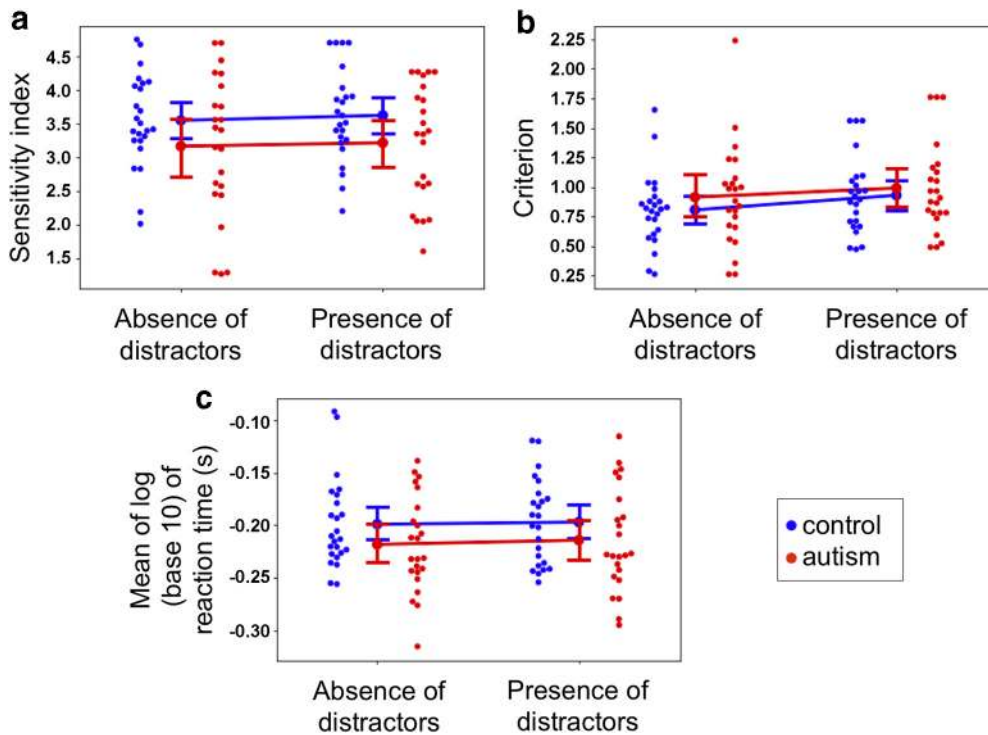 a
Sensitivity index
4.5
4.0
3.5
3.0
2.5
2.0
1.5
Absence of
distractors
Presence of
distractors
b
Criterion
2.25
2.00
1.75
1.50
1.25
1.00
0.75
0.50
0.25
Absence of
distractors
Presence of
distractors
c
Mean of log
(base 10) of
reaction time (s)
-0.10
-0.15
-0.20
-0.25
-0.30
Absence of
distractors
Presence of
distractors
control
autism